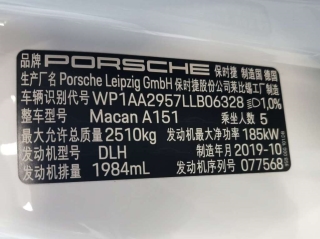 品牌 PORSCHE 保时捷 制造国 德国
生产厂名 Porsche Leipzig GmbH 保时捷股份公司莱比锡工厂制造
车辆识别代号 WP1AA2957LLB06328 1,0%
整车型号 Macan A151 乘坐人数 5
最大允许总质量 2510kg 发动机最大净功率 185kW
发动机型号 DLH 制造年月 2019-10
发动机排量 1984mL 发动机序列号 077568